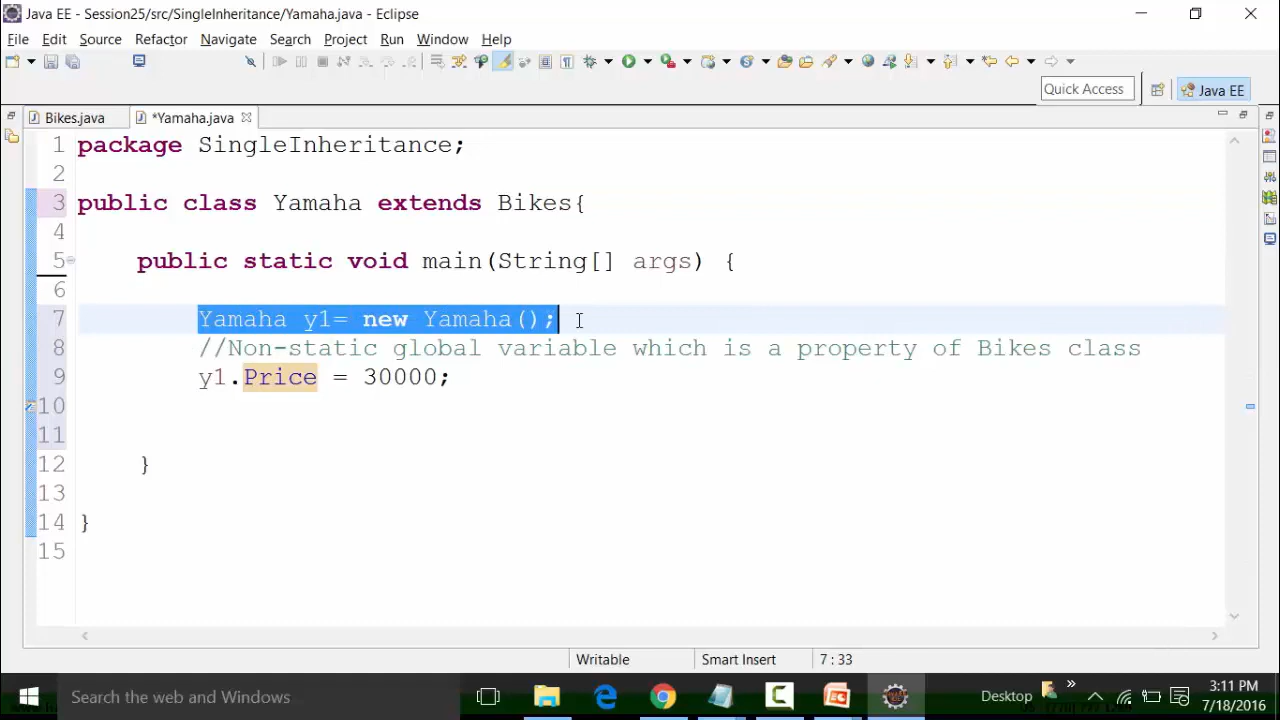 Java EE - Session25/src/SingleInheritance/Yamaha.java - Eclipse
File Edit Source Refactor Navigate Search Project Run Window Help
Quick Access
Java EE
Bikes.java *Yamaha.java
1 package SingleInheritance;
2
3 public class Yamaha extends Bikes{
4
5 public static void main(String[] args) {
6
7 Yamaha y1= new Yamaha();
8 //Non-static global variable which is a property of Bikes class
9 y1.Price = 30000;
10
11
12 }
13
14 }
15
Writable Smart Insert 7 : 33
Search the web and Windows
Desktop
3:11 PM
7/18/2016